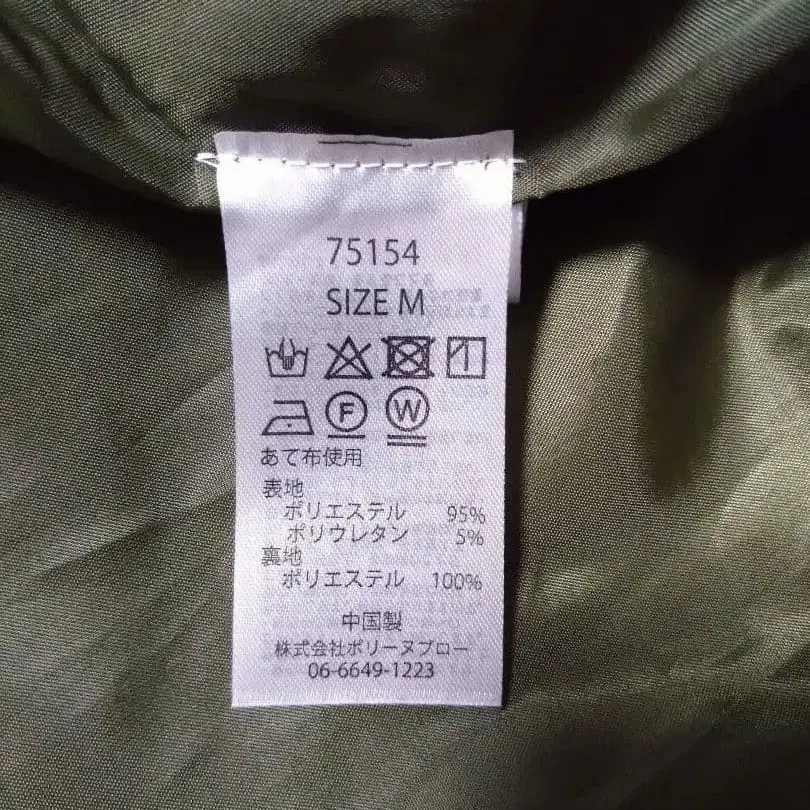 75154
SIZE M
F W
あて布使用
表地
ポリエステル 95%
ポリウレタン 5%
裏地
ポリエステル 100%
中国製
株式会社ポリーヌブロー
06-6649-1223